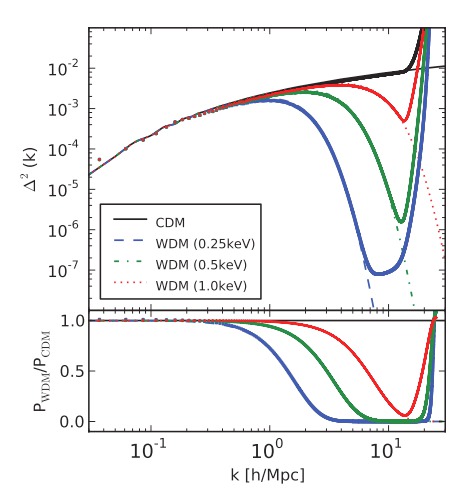 10⁻²
10⁻³
10⁻⁴
10⁻⁵
10⁻⁶
10⁻⁷
Δ² (k)
CDM
WDM (0.25keV)
WDM (0.5keV)
WDM (1.0keV)
1.0
0.5
0.0
P_WDM/P_CDM
10⁻¹
10⁰
10¹
k [h/Mpc]